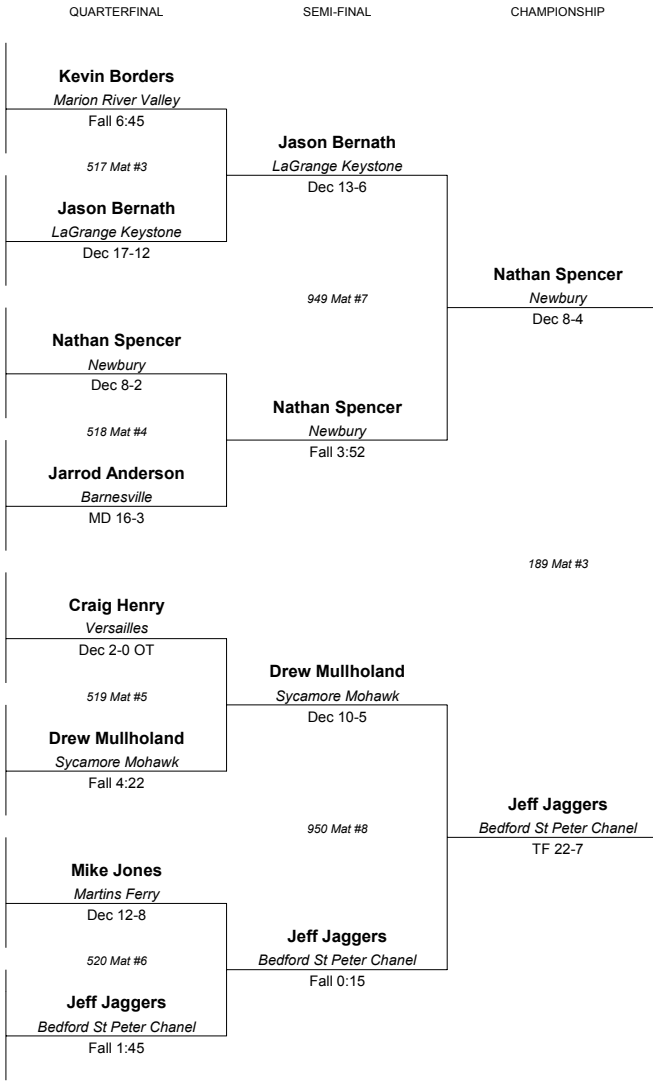 QUARTERFINAL SEMI-FINAL CHAMPIONSHIP
Kevin Borders
Marion River Valley
Fall 6:45
517 Mat #3
Jason Bernath
LaGrange Keystone
Dec 17-12
Nathan Spencer
Newbury
Dec 8-2
518 Mat #4
Jarrod Anderson
Barnesville
MD 16-3
Craig Henry
Versailles
Dec 2-0 OT
519 Mat #5
Drew Mullholand
Sycamore Mohawk
Fall 4:22
Mike Jones
Martins Ferry
Dec 12-8
520 Mat #6
Jeff Jaggers
Bedford St Peter Chanel
Fall 1:45
Jason Bernath
LaGrange Keystone
Dec 13-6
949 Mat #7
Nathan Spencer
Newbury
Fall 3:52
Drew Mullholand
Sycamore Mohawk
Dec 10-5
950 Mat #8
Jeff Jaggers
Bedford St Peter Chanel
Fall 0:15
Nathan Spencer
Newbury
Dec 8-4
189 Mat #3
Jeff Jaggers
Bedford St Peter Chanel
TF 22-7